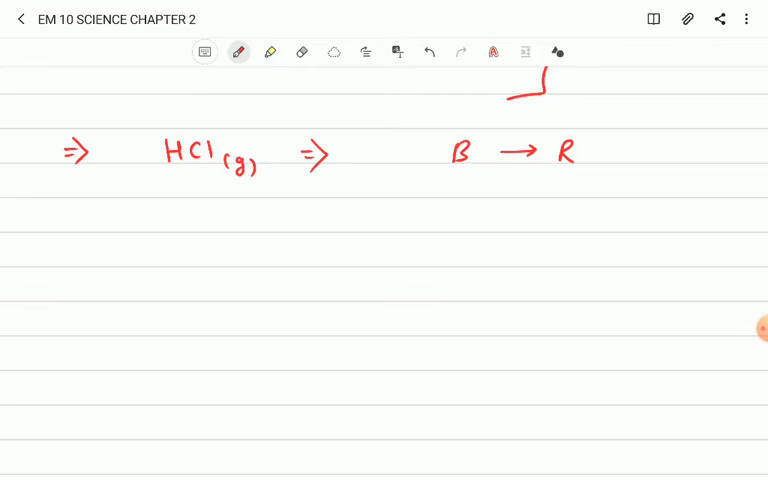 EM 10 SCIENCE CHAPTER 2
⇒ HCl(g) ⇒ B → R